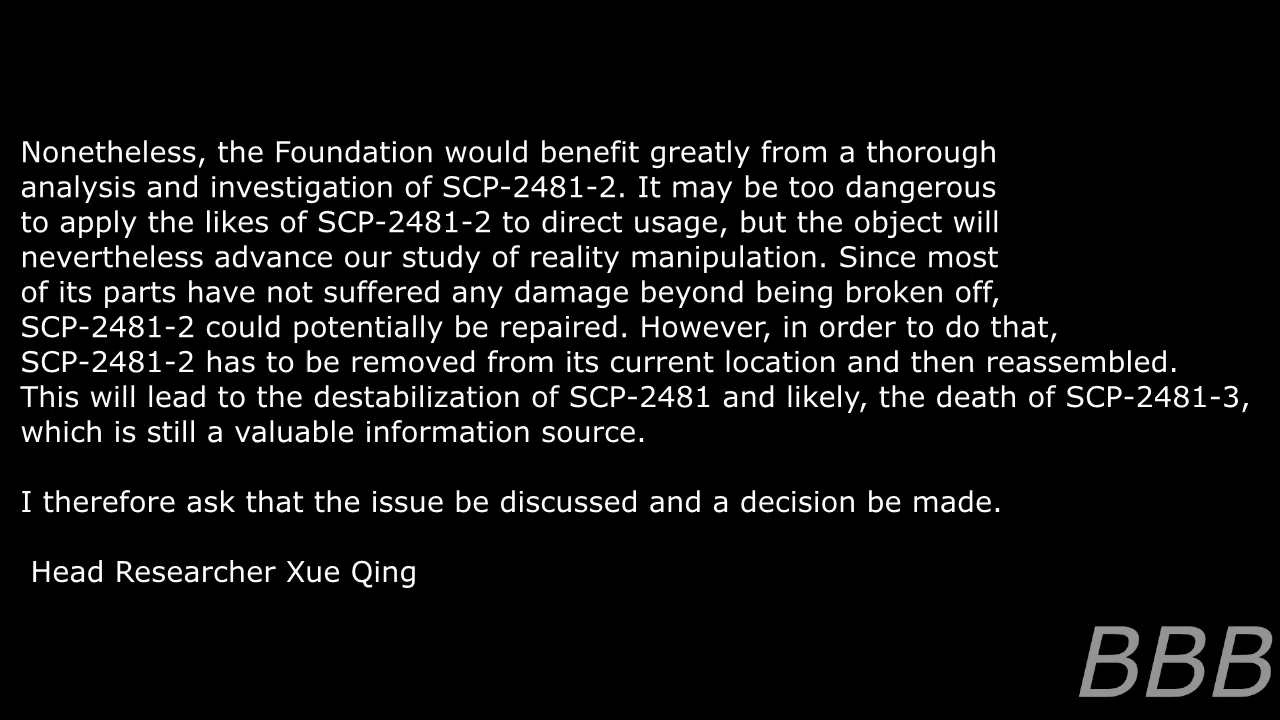 Nonetheless, the Foundation would benefit greatly from a thorough
analysis and investigation of SCP-2481-2. It may be too dangerous
to apply the likes of SCP-2481-2 to direct usage, but the object will
nevertheless advance our study of reality manipulation. Since most
of its parts have not suffered any damage beyond being broken off,
SCP-2481-2 could potentially be repaired. However, in order to do that,
SCP-2481-2 has to be removed from its current location and then reassembled.
This will lead to the destabilization of SCP-2481 and likely, the death of SCP-2481-3,
which is still a valuable information source.
I therefore ask that the issue be discussed and a decision be made.
Head Researcher Xue Qing
BBB